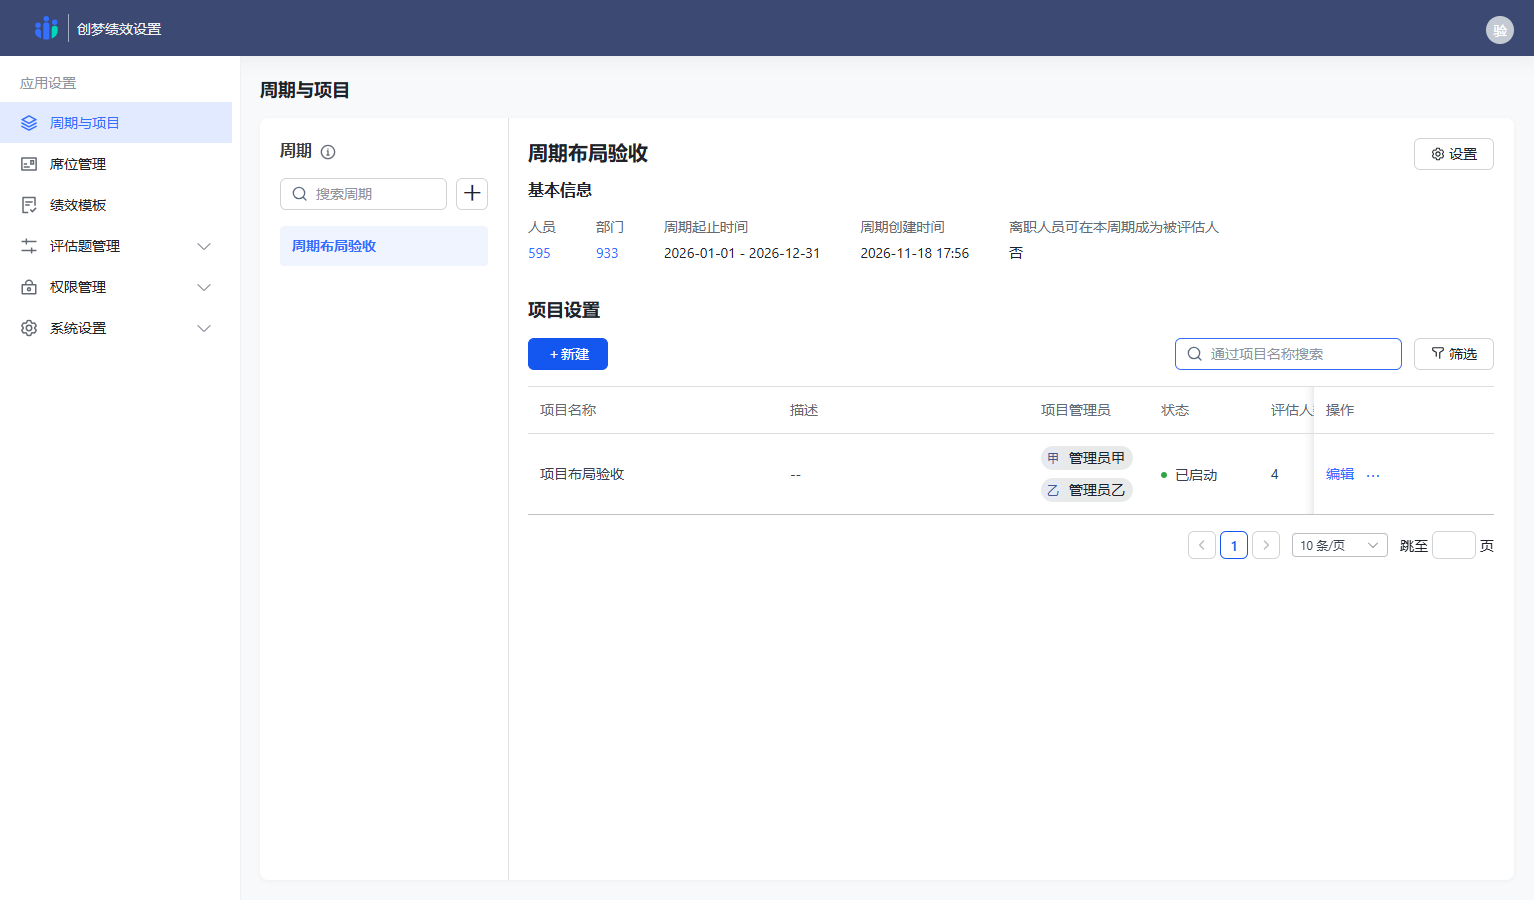 创梦绩效设置
验
应用设置
周期与项目
席位管理
绩效模板
评估题管理
权限管理
系统设置
周期与项目
周期
搜索周期
周期布局验收
周期布局验收
设置
基本信息
人员 部门 周期起止时间 周期创建时间 离职人员可在本周期成为被评估人
595 933 2026-01-01 - 2026-12-31 2026-11-18 17:56 否
项目设置
+ 新建
通过项目名称搜索
筛选
项目名称 描述 项目管理员 状态 评估人 操作
项目布局验收 -- 甲 管理员甲 已启动 4 编辑 ...
乙 管理员乙
1 10 条/页 跳至 页